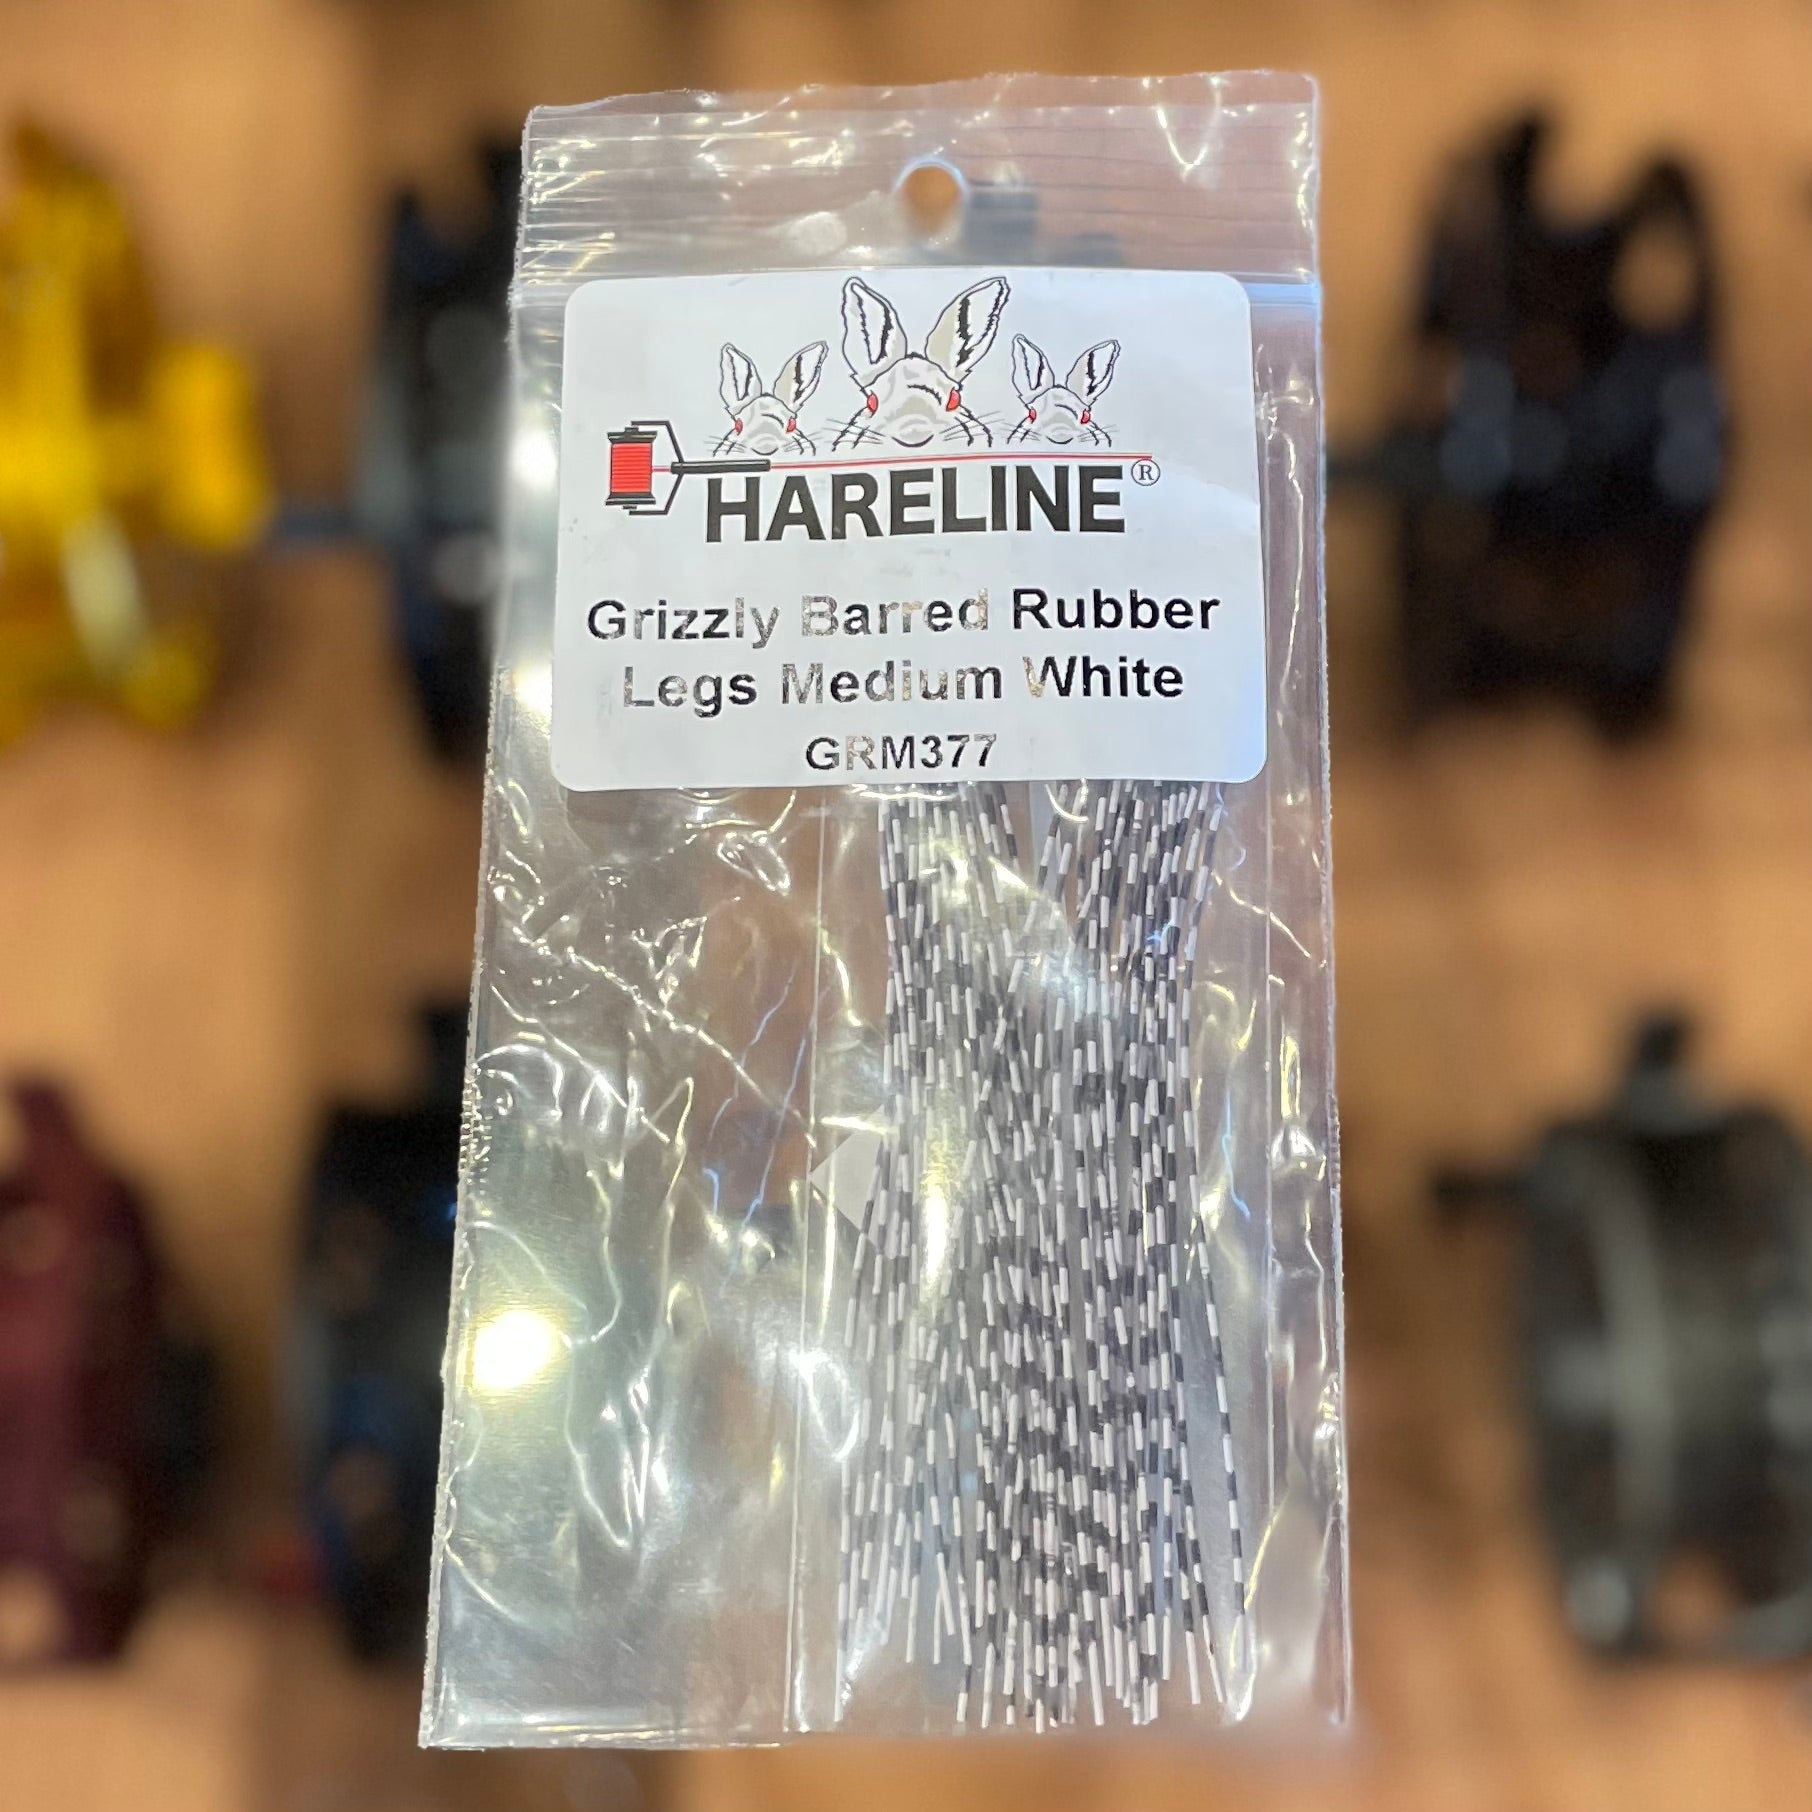 HARELINE®
Grizzly Barred Rubber
Legs Medium White
GRM377